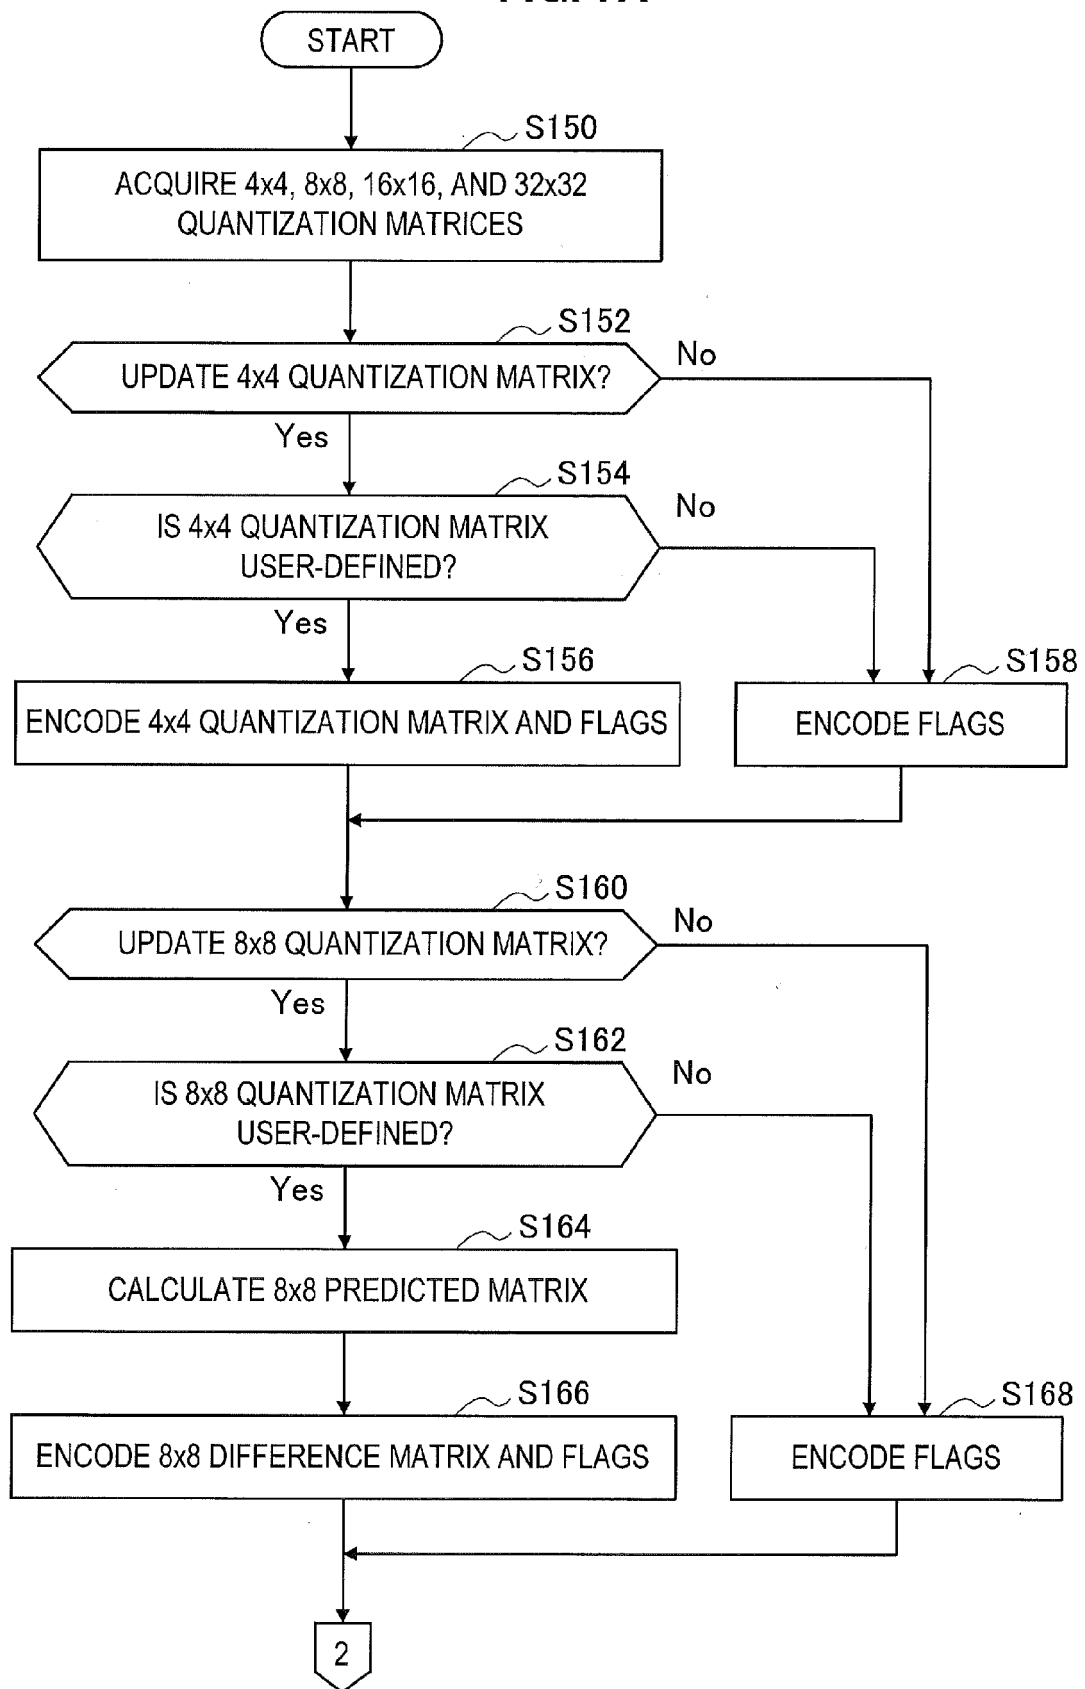 START
S150
ACQUIRE 4x4, 8x8, 16x16, AND 32x32
QUANTIZATION MATRICES
S152
UPDATE 4x4 QUANTIZATION MATRIX?
No
Yes
S154
IS 4x4 QUANTIZATION MATRIX
USER-DEFINED?
No
Yes
S156
ENCODE 4x4 QUANTIZATION MATRIX AND FLAGS
S158
ENCODE FLAGS
S160
UPDATE 8x8 QUANTIZATION MATRIX?
No
Yes
S162
IS 8x8 QUANTIZATION MATRIX
USER-DEFINED?
No
Yes
S164
CALCULATE 8x8 PREDICTED MATRIX
S166
ENCODE 8x8 DIFFERENCE MATRIX AND FLAGS
S168
ENCODE FLAGS
2